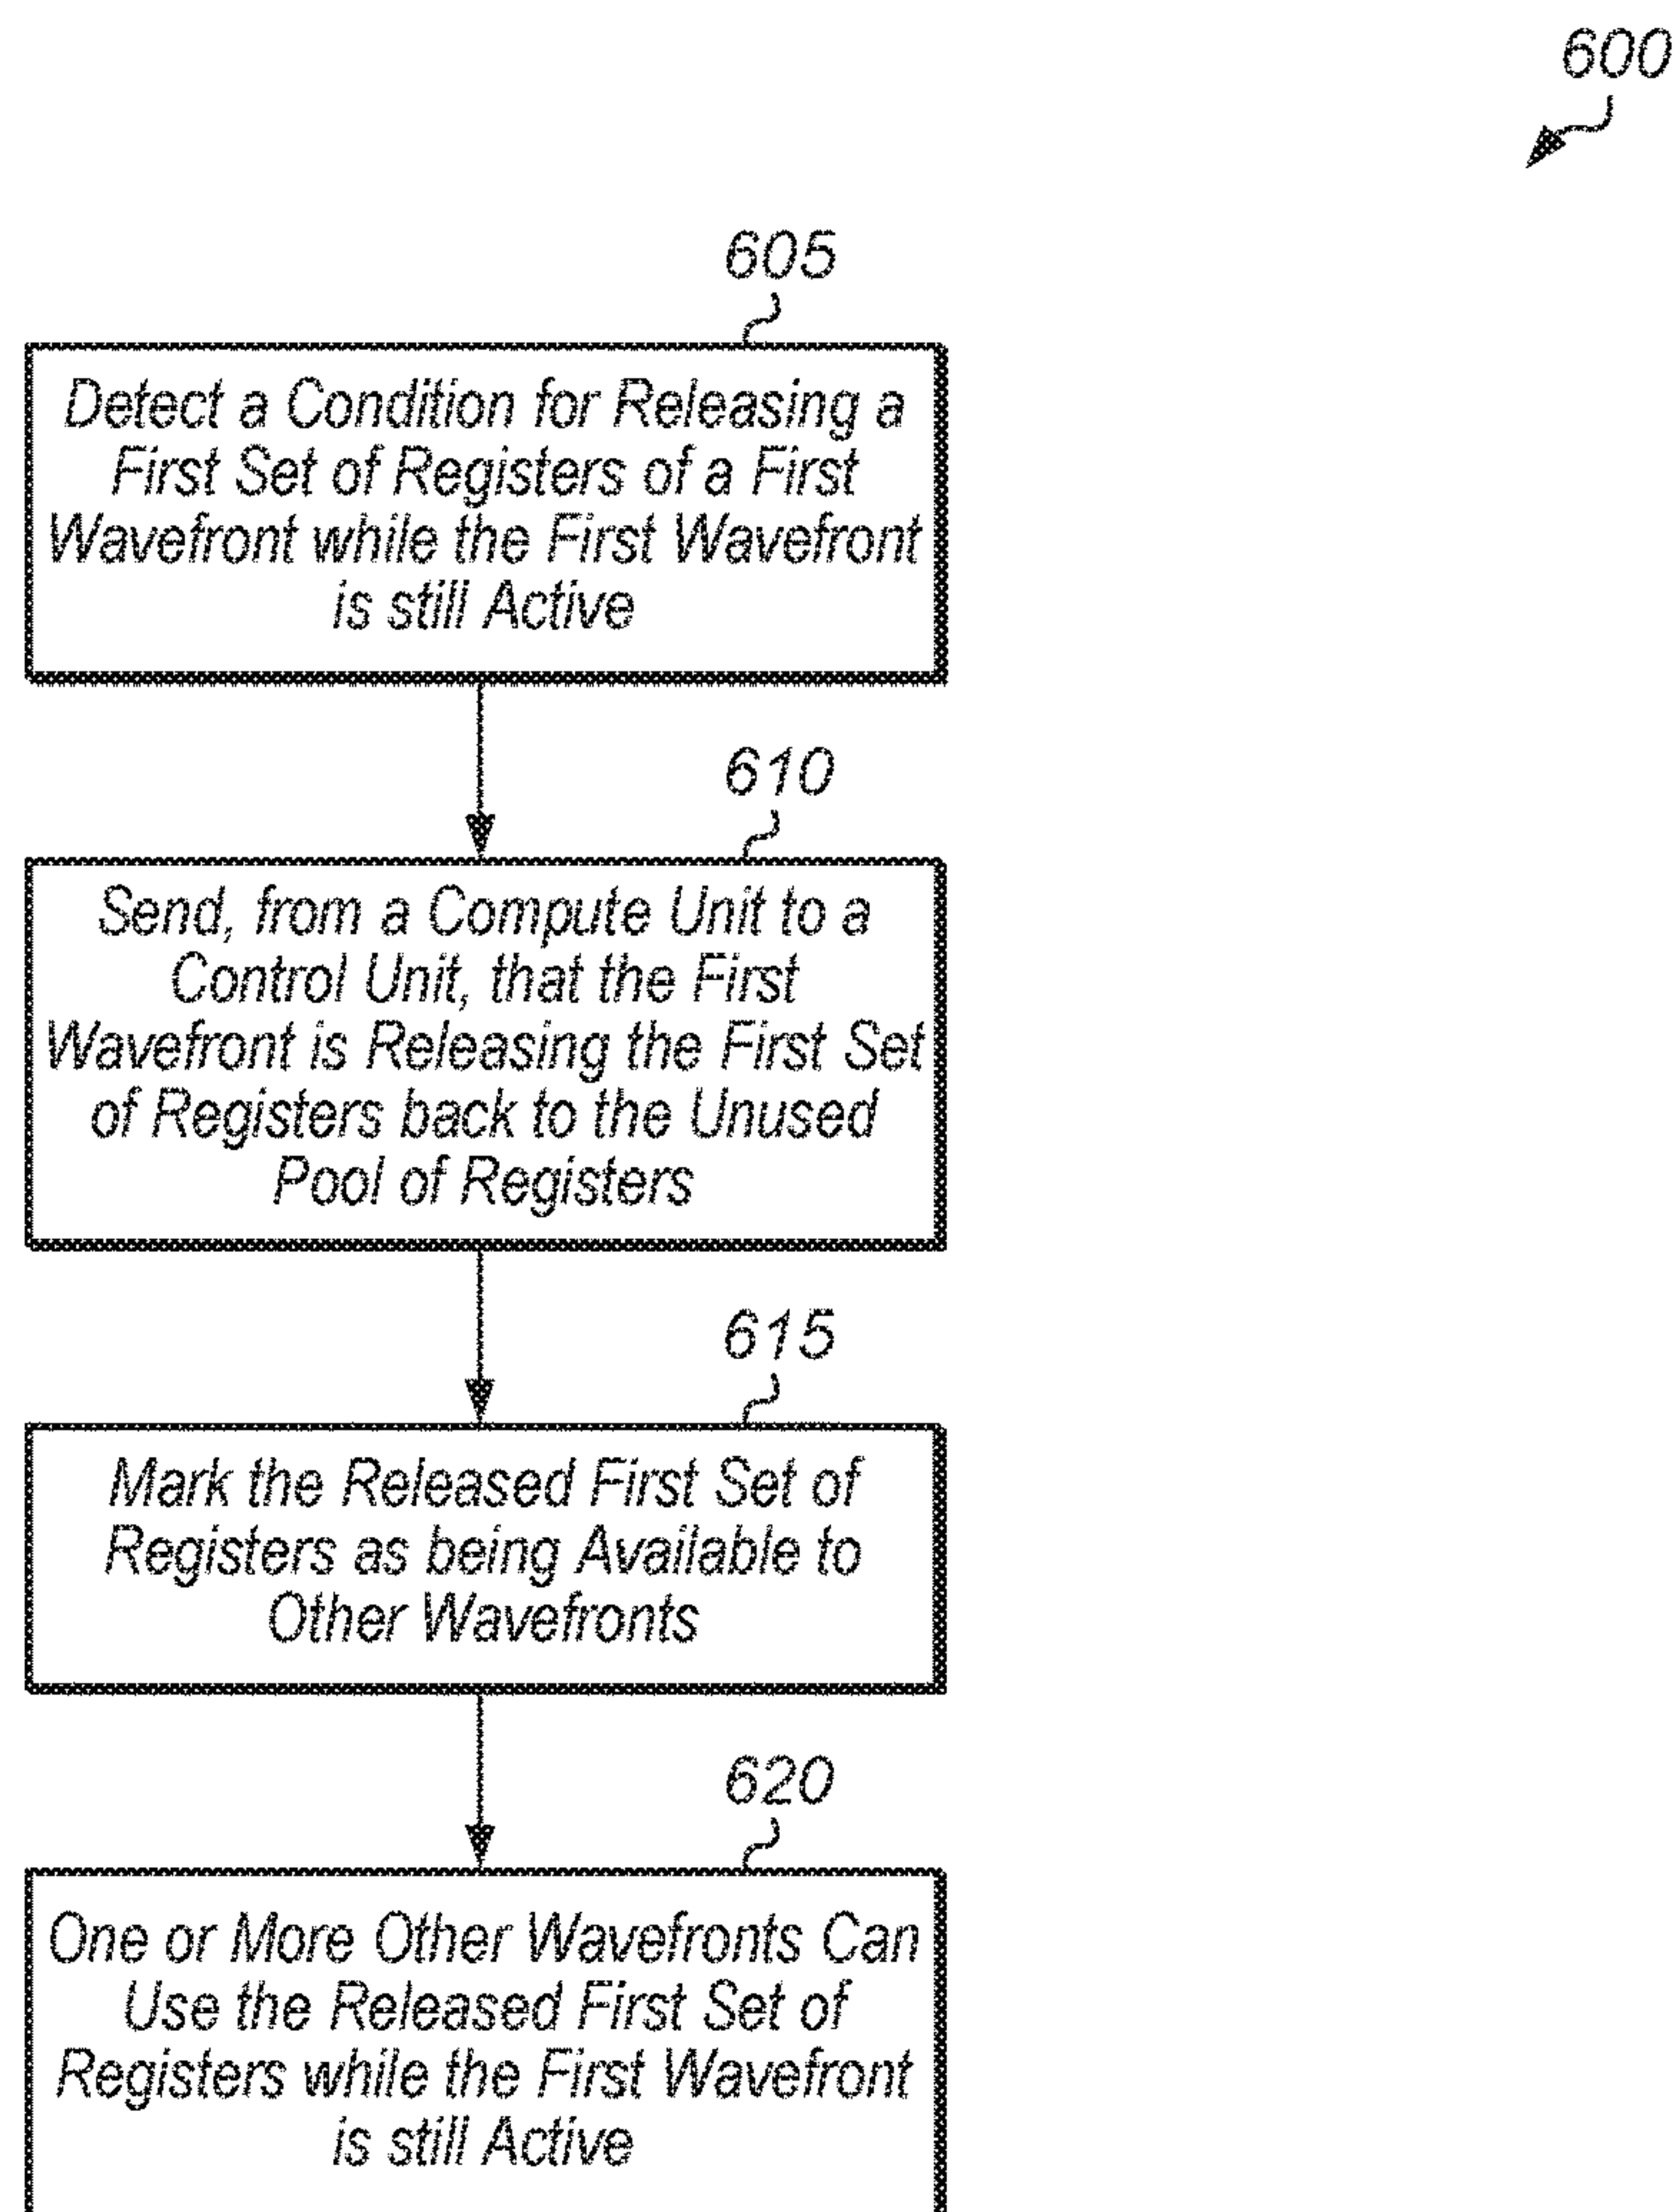 600
605
Detect a Condition for Releasing a
First Set of Registers of a First
Wavefront while the First Wavefront
is still Active
610
Send, from a Compute Unit to a
Control Unit, that the First
Wavefront is Releasing the First Set
of Registers back to the Unused
Pool of Registers
615
Mark the Released First Set of
Registers as being Available to
Other Wavefronts
620
One or More Other Wavefronts Can
Use the Released First Set of
Registers while the First Wavefront
is still Active